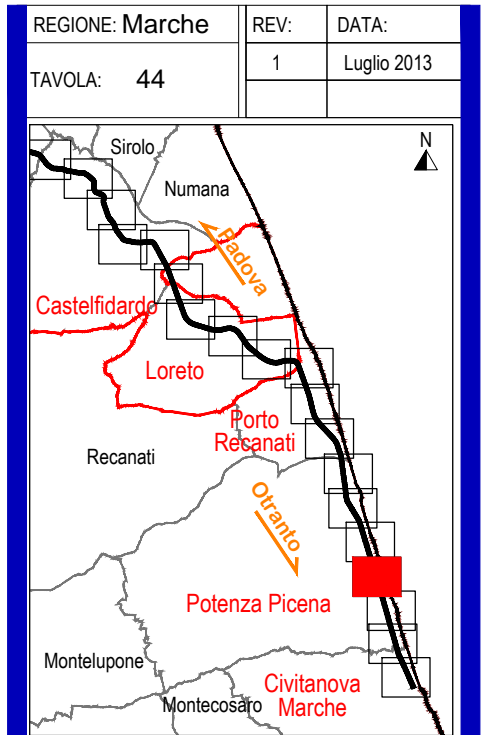 REGIONE: Marche
REV:
DATA:
TAVOLA: 44
1
Luglio 2013
Sirolo
N
Numana
Padova
Castelfidardo
Loreto
Porto
Recanati
Recanati
Otranto
Potenza Picena
Montelupone
Civitanova
Marche
Montecosaro